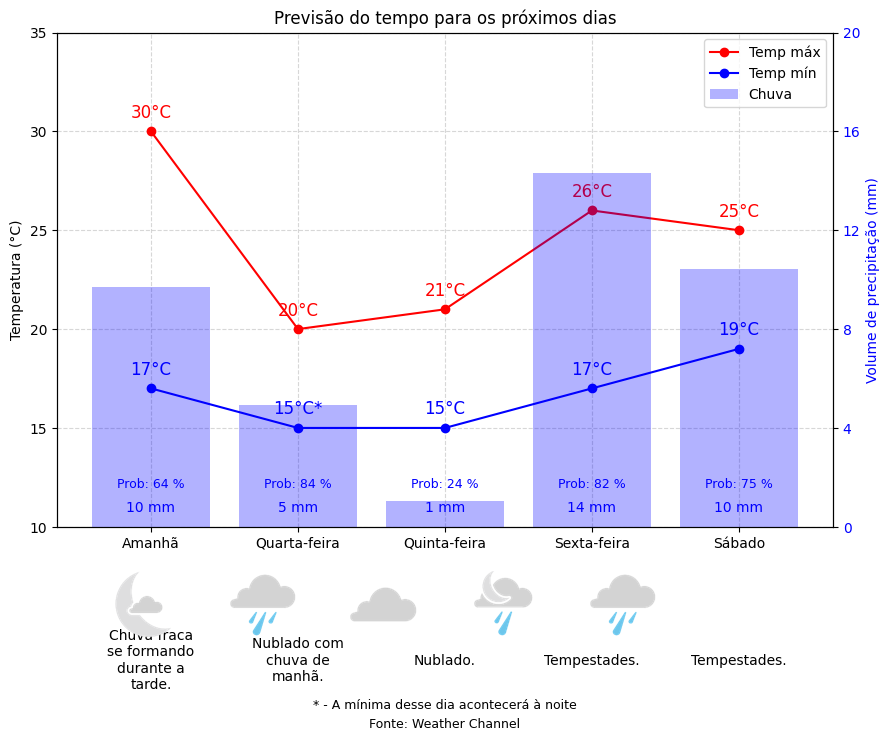 Previsão do tempo para os próximos dias
35
30
25
20
15
10
Temperatura (°C)
20
16
12
8
4
0
Volume de precipitação (mm)
Temp máx
Temp mín
Chuva
30°C
20°C
21°C
26°C
25°C
17°C
15°C*
15°C
17°C
19°C
Prob: 64 %
Prob: 84 %
Prob: 24 %
Prob: 82 %
Prob: 75 %
10 mm
5 mm
1 mm
14 mm
10 mm
Amanhã
Quarta-feira
Quinta-feira
Sexta-feira
Sábado
Chuva fraca
se formando
durante a
tarde.
Nublado com
chuva de
manhã.
Nublado.
Tempestades.
Tempestades.
* - A mínima desse dia acontecerá à noite
Fonte: Weather Channel